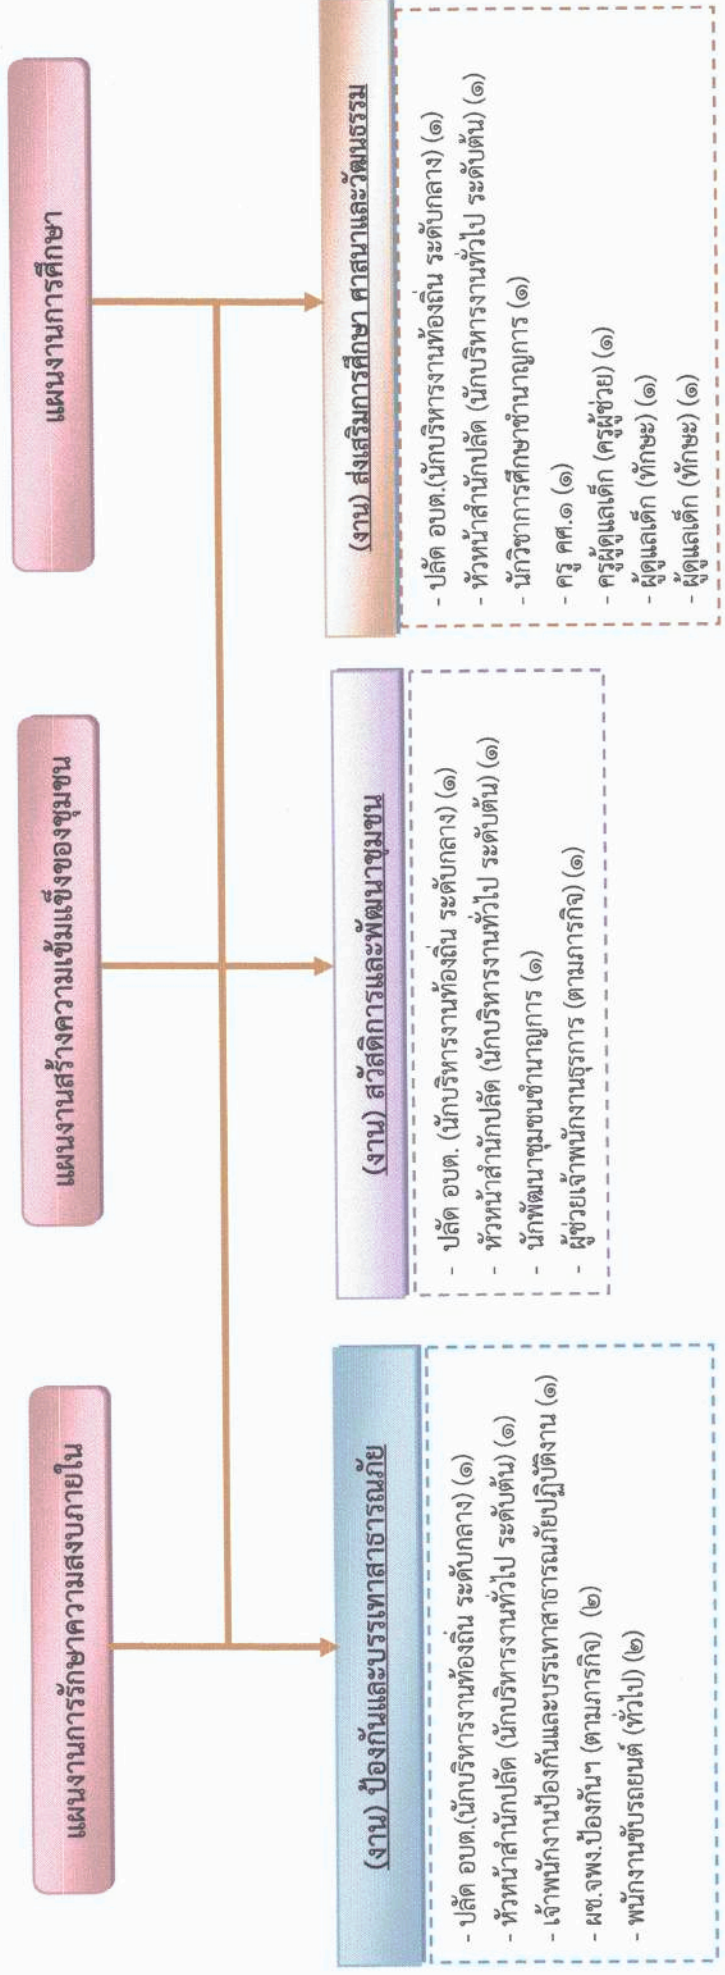 แผนงานการรักษาความสงบภายใน
(งาน) ป้องกันและบรรเทาสาธารณภัย
- ปลัด อบต.(นักบริหารงานท้องถิ่น ระดับกลาง) (๑)
- หัวหน้าสำนักปลัด (นักบริหารงานทั่วไป ระดับต้น) (๑)
- เจ้าพนักงานป้องกันและบรรเทาสาธารณภัยปฏิบัติงาน (๑)
- ผช.จพง.ป้องกันฯ (ตามภารกิจ) (๒)
- พนักงานขับรถยนต์ (ทั่วไป) (๒)
แผนงานสร้างความเข้มแข็งของชุมชน
(งาน) สวัสดิการและพัฒนาชุมชน
- ปลัด อบต. (นักบริหารงานท้องถิ่น ระดับกลาง) (๑)
- หัวหน้าสำนักปลัด (นักบริหารงานทั่วไป ระดับต้น) (๑)
- นักพัฒนาชุมชนชำนาญการ (๑)
- ผู้ช่วยเจ้าพนักงานธุรการ (ตามภารกิจ) (๑)
แผนงานการศึกษา
(งาน) ส่งเสริมการศึกษา ศาสนาและวัฒนธรรม
- ปลัด อบต.(นักบริหารงานท้องถิ่น ระดับกลาง) (๑)
- หัวหน้าสำนักปลัด (นักบริหารงานทั่วไป ระดับต้น) (๑)
- นักวิชาการศึกษาชำนาญการ (๑)
- ครู คศ.๑ (๑)
- ครูผู้ดูแลเด็ก (ครูผู้ช่วย) (๑)
- ผู้ดูแลเด็ก (ทักษะ) (๑)
- ผู้ดูแลเด็ก (ทักษะ) (๑)